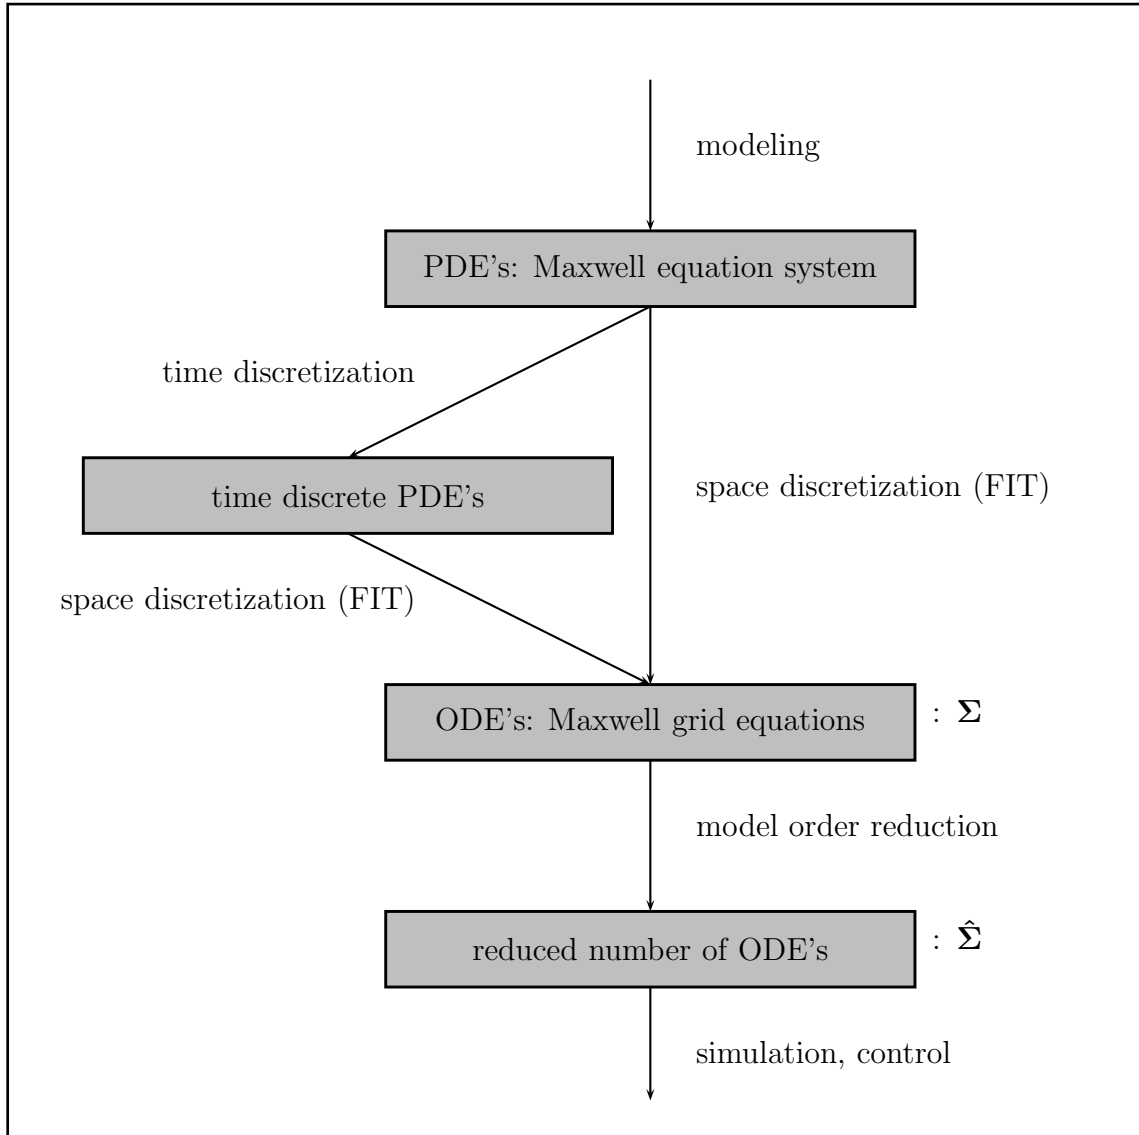 modeling
PDE's: Maxwell equation system
time discretization
time discrete PDE's
space discretization (FIT)
space discretization (FIT)
ODE's: Maxwell grid equations
: Σ
model order reduction
reduced number of ODE's
: Σ̂
simulation, control